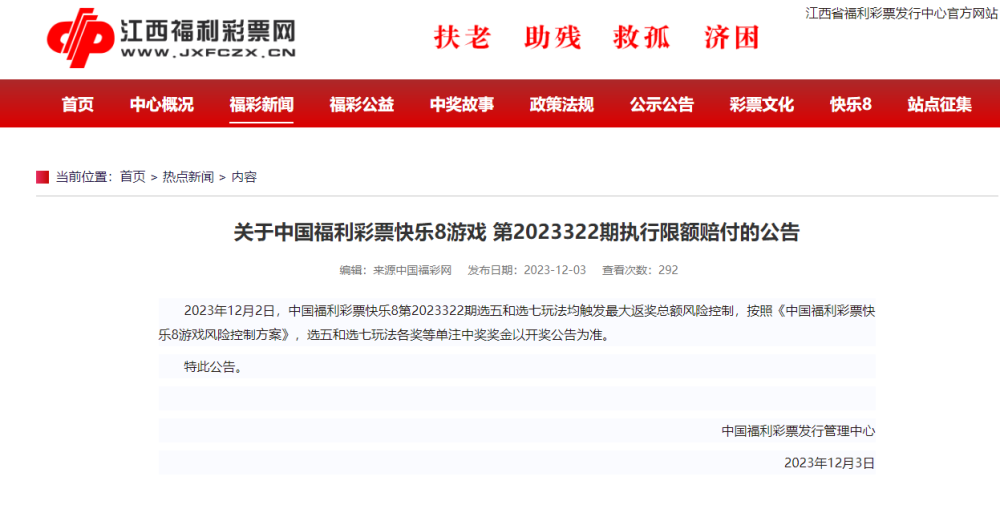 江西省福利彩票发行中心官方网站
江西福利彩票网
WWW.JXFCZX.CN
扶老 助残 救孤 济困
首页 中心概况 福彩新闻 福彩公益 中奖故事 政策法规 公示公告 彩票文化 快乐8 站点征集
当前位置：首页 > 热点新闻 > 内容
关于中国福利彩票快乐8游戏 第2023322期执行限额赔付的公告
编辑：来源中国福彩网 发布日期：2023-12-03 查看次数：292
2023年12月2日，中国福利彩票快乐8第2023322期选五和选七玩法均触发最大返奖总额风险控制，按照《中国福利彩票快
乐8游戏风险控制方案》，选五和选七玩法各奖等单注中奖奖金以开奖公告为准。
特此公告。
中国福利彩票发行管理中心
2023年12月3日